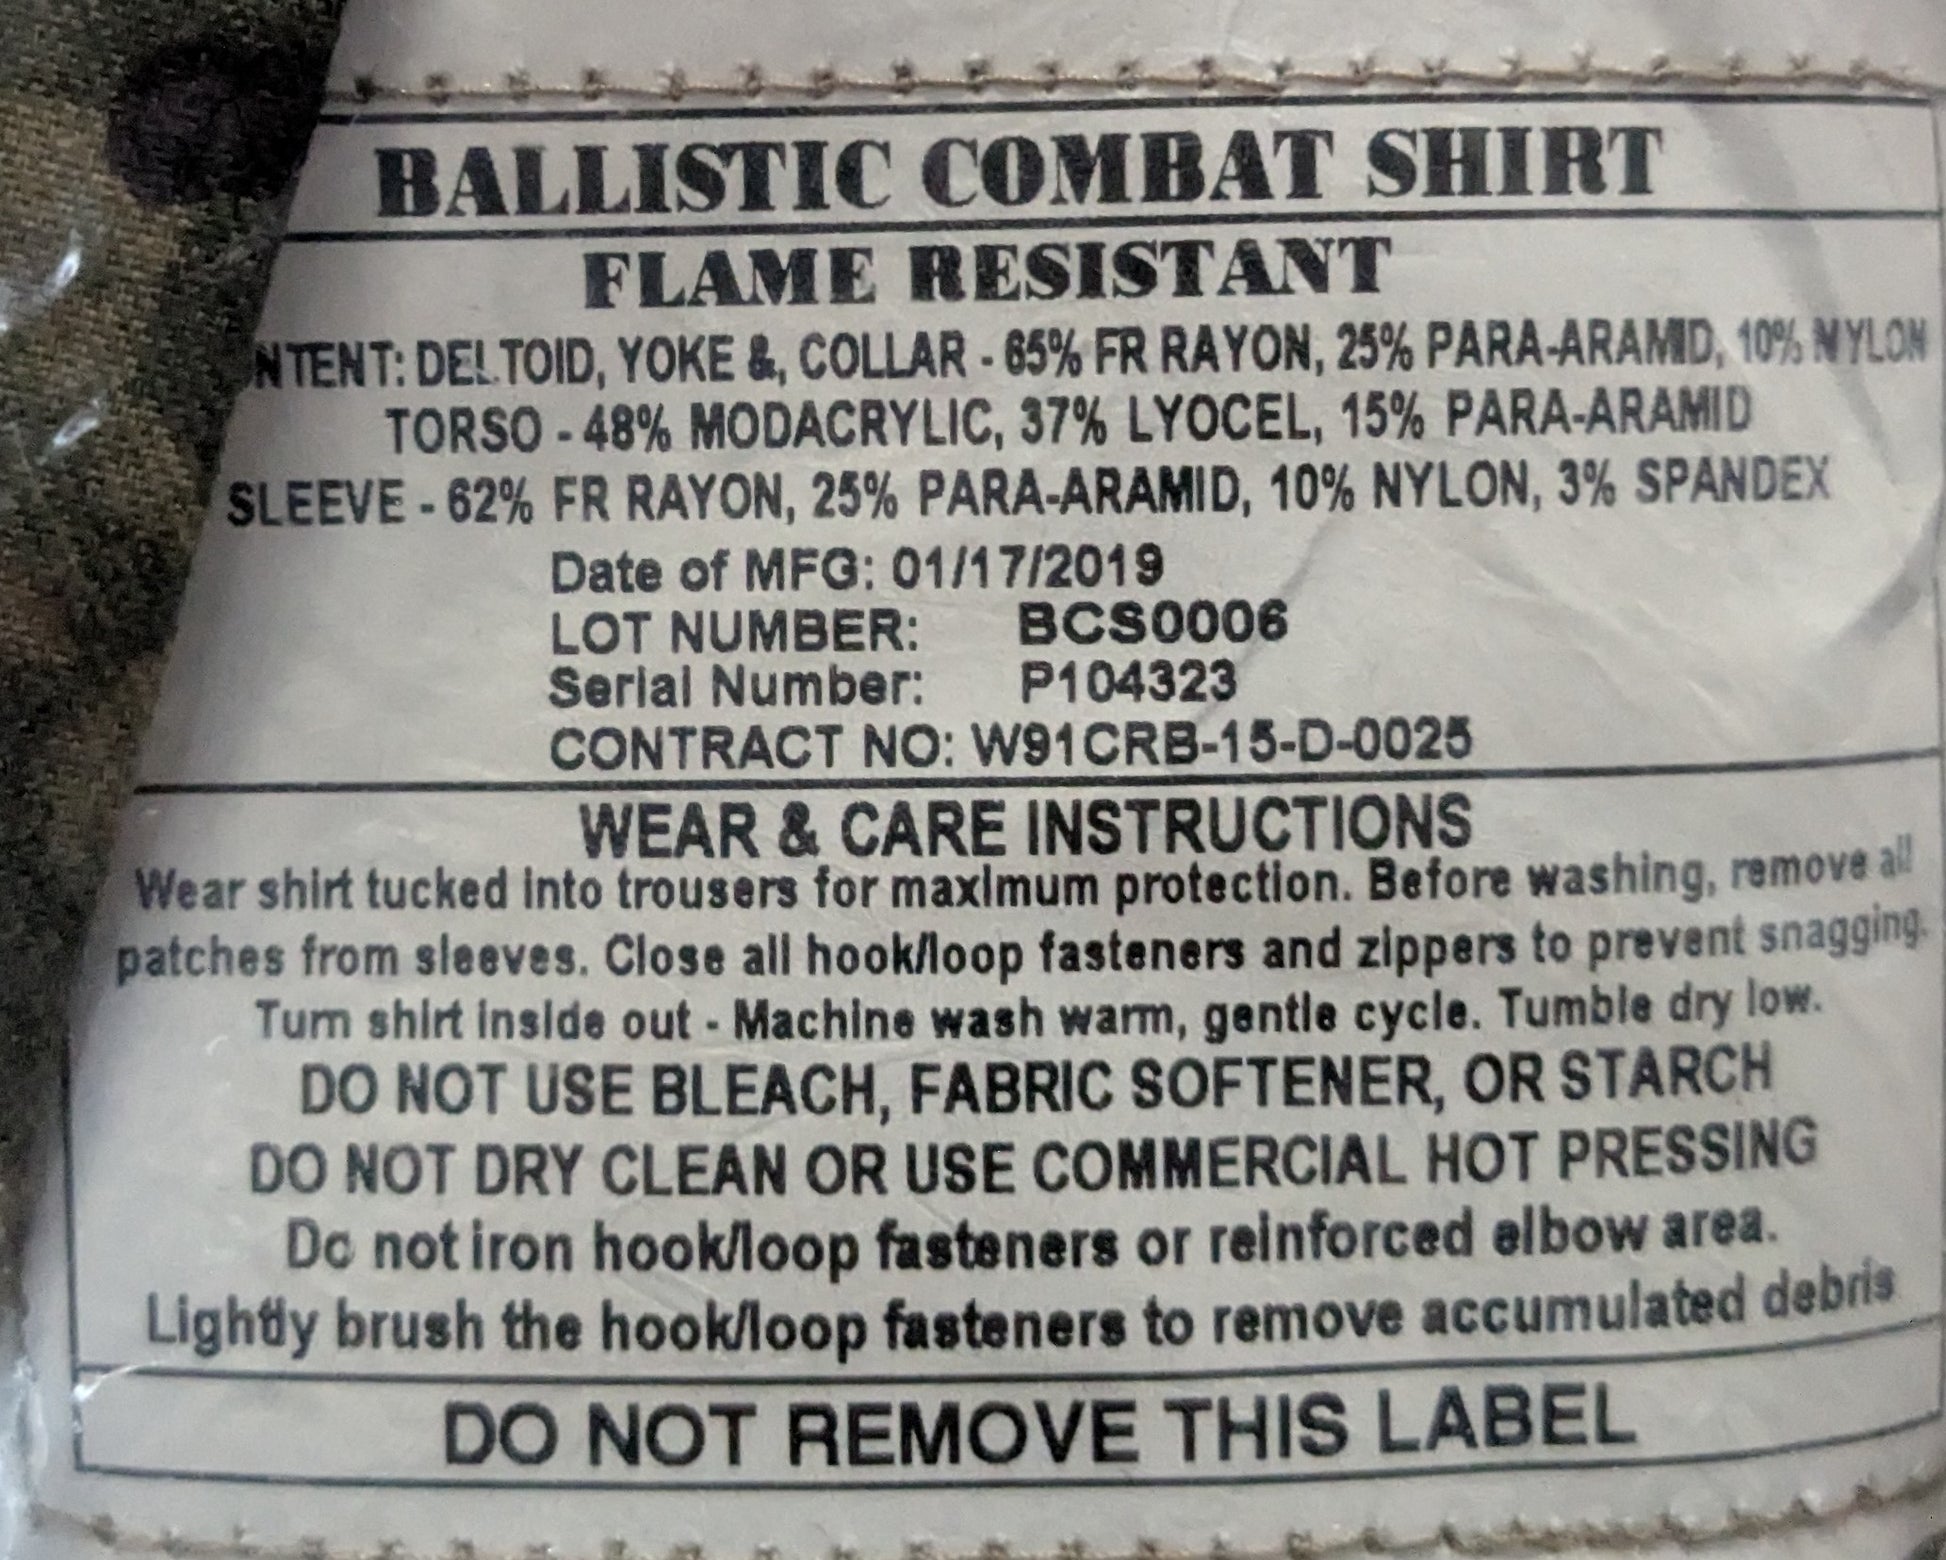 BALLISTIC COMBAT SHIRT
FLAME RESISTANT
NTENT: DELTOID, YOKE &, COLLAR - 65% FR RAYON, 25% PARA-ARAMID, 10% NYLON
TORSO - 48% MODACRYLIC, 37% LYOCEL, 15% PARA-ARAMID
SLEEVE - 62% FR RAYON, 25% PARA-ARAMID, 10% NYLON, 3% SPANDEX
Date of MFG: 01/17/2019
LOT NUMBER: BCS0006
Serial Number: P104323
CONTRACT NO: W91CRB-15-D-0025
WEAR & CARE INSTRUCTIONS
Wear shirt tucked into trousers for maximum protection. Before washing, remove all
patches from sleeves. Close all hook/loop fasteners and zippers to prevent snagging.
Turn shirt inside out - Machine wash warm, gentle cycle. Tumble dry low.
DO NOT USE BLEACH, FABRIC SOFTENER, OR STARCH
DO NOT DRY CLEAN OR USE COMMERCIAL HOT PRESSING
Do not iron hook/loop fasteners or reinforced elbow area.
Lightly brush the hook/loop fasteners to remove accumulated debris
DO NOT REMOVE THIS LABEL